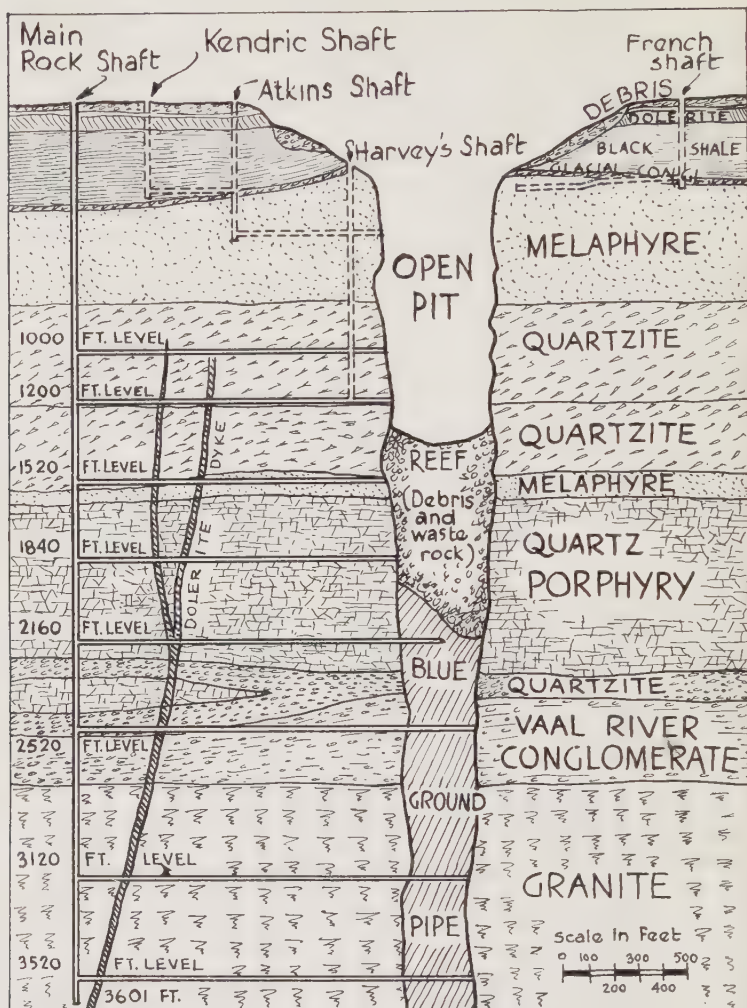 Main
Rock Shaft
Kendric Shaft
Atkins Shaft
Harvey's Shaft
French
shaft
DEBRIS
DOLERITE
BLACK SHALE
GLACIAL CONGL.
OPEN
PIT
MELAPHYRE
QUARTZITE
1000 FT. LEVEL
1200 FT. LEVEL
QUARTZITE
1520 FT. LEVEL
DYKE
REEF
(Debris
and
waste
rock)
MELAPHYRE
1840 FT. LEVEL
DOLERITE
QUARTZ
PORPHYRY
2160 FT. LEVEL
BLUE
QUARTZITE
2520 FT. LEVEL
VAAL RIVER
CONGLOMERATE
GROUND
3120 FT. LEVEL
GRANITE
PIPE
3520 FT. LEVEL
3601 FT.
Scale in Feet
0 100 300 500
200 400